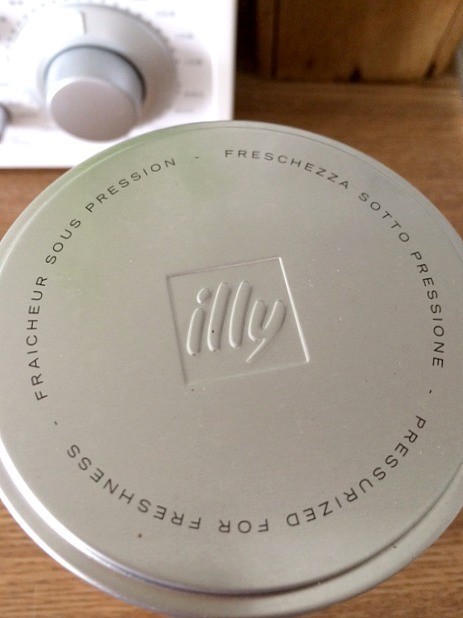 FRESCHEZZA SOTTO PRESSIONE
PRESSURIZED FOR FRESHNESS
FRAICHEUR SOUS PRESSION
illy